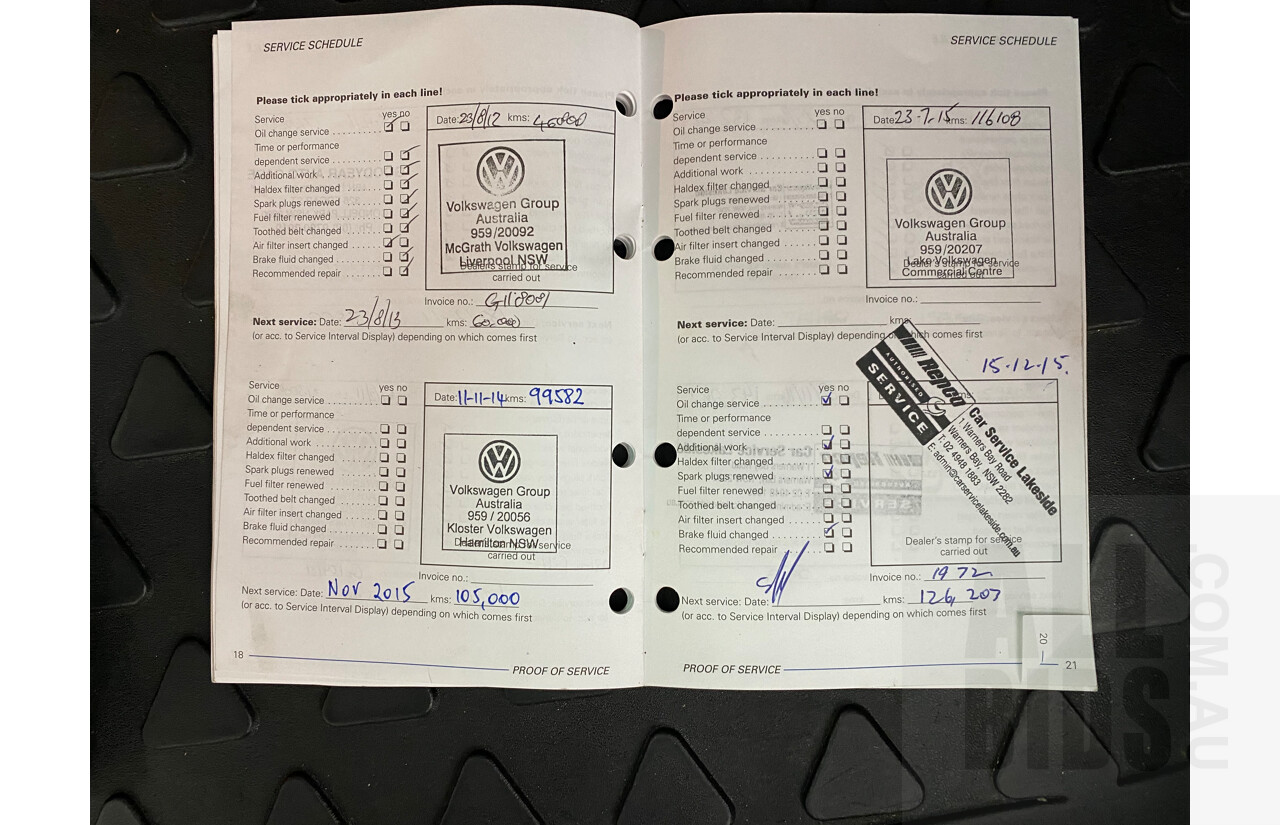 SERVICE SCHEDULE
Please tick appropriately in each line!
Service yes no
Oil change service
Time or performance
dependent service
Additional work
Haldex filter changed
Spark plugs renewed
Fuel filter renewed
Toothed belt changed
Air filter insert changed
Brake fluid changed
Recommended repair
Date: 23/8/12 kms:
Volkswagen Group
Australia
959/20092
McGrath Volkswagen
Liverpool NSW
Dealer's stamp for service
carried out
Invoice no.:
Next service: Date: 23/8/13 kms: 60,000
(or acc. to Service Interval Display) depending on which comes first
Service yes no
Oil change service
Time or performance
dependent service
Additional work
Haldex filter changed
Spark plugs renewed
Fuel filter renewed
Toothed belt changed
Air filter insert changed
Brake fluid changed
Recommended repair
Date: 11-11-14 kms: 99582
Volkswagen Group
Australia
959 / 20056
Kloster Volkswagen
Hamilton NSW
Dealer's stamp for service
carried out
Invoice no.:
Next service: Date: Nov 2015 kms: 105,000
(or acc. to Service Interval Display) depending on which comes first
18
PROOF OF SERVICE
SERVICE SCHEDULE
Please tick appropriately in each line!
Service yes no
Oil change service
Time or performance
dependent service
Additional work
Haldex filter changed
Spark plugs renewed
Fuel filter renewed
Toothed belt changed
Air filter insert changed
Brake fluid changed
Recommended repair
Date 23-7-15 kms: 116108
Volkswagen Group
Australia
959/20207
Lake Volkswagen
Commercial Centre
Dealer's stamp for service
carried out
Invoice no.:
Next service: Date: kms:
(or acc. to Service Interval Display) depending on which comes first
15-12-15.
Service yes no
Oil change service
Time or performance
dependent service
Additional work
Haldex filter changed
Spark plugs renewed
Fuel filter renewed
Toothed belt changed
Air filter insert changed
Brake fluid changed
Recommended repair
Repco
AUTHORISED
SERVICE
Car Service Lakeside
1 Warners Bay Road
Warners Bay, NSW 2282
T: 02 4948 1883
E: admin@carservicelakeside.com.au
Dealer's stamp for service
carried out
Invoice no.: 1972
Next service: Date: kms: 126,207
(or acc. to Service Interval Display) depending on which comes first
PROOF OF SERVICE
20
21
ALL
BIDS
.COM.AU